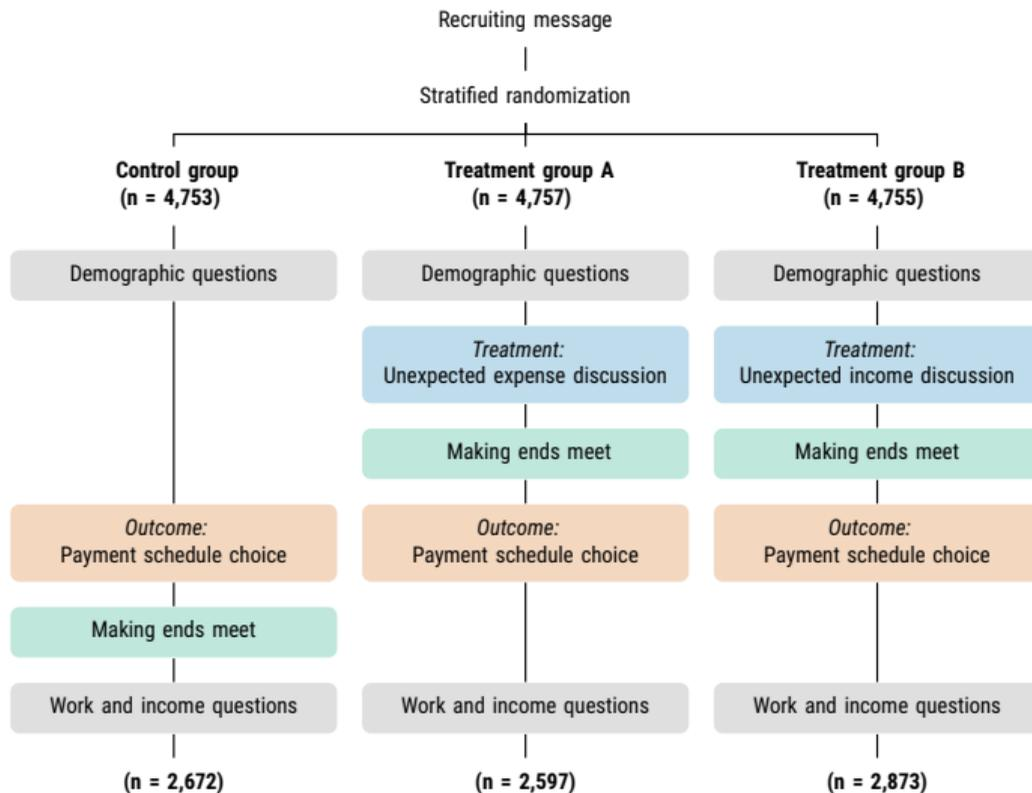 Recruiting message
Stratified randomization
Control group
(n = 4,753)
Treatment group A
(n = 4,757)
Treatment group B
(n = 4,755)
Demographic questions
Demographic questions
Demographic questions
Treatment:
Unexpected expense discussion
Treatment:
Unexpected income discussion
Making ends meet
Making ends meet
Outcome:
Payment schedule choice
Outcome:
Payment schedule choice
Outcome:
Payment schedule choice
Making ends meet
Work and income questions
Work and income questions
Work and income questions
(n = 2,672)
(n = 2,597)
(n = 2,873)